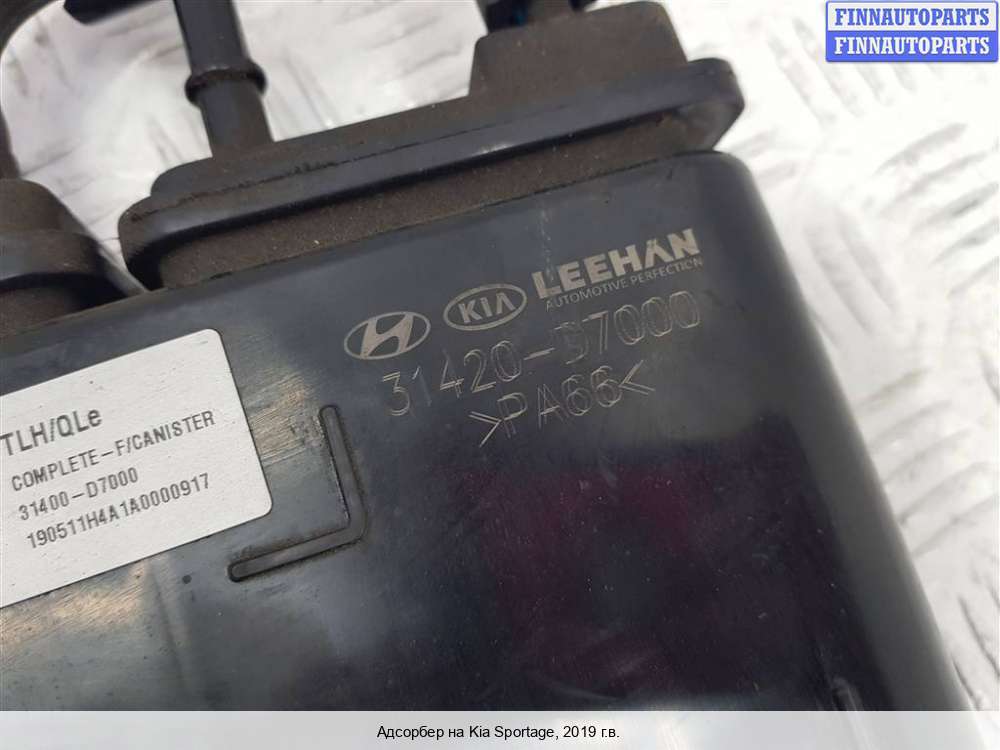 FINNAUTOPARTS
FINNAUTOPARTS
LEEHAN
AUTOMOTIVE PERFECTION
KIA
31420-D7000
>PA66<
TLH/QLe
COMPLETE-F/CANISTER
31400-D7000
190511H4A1A0000917
Адсорбер на Kia Sportage, 2019 г.в.